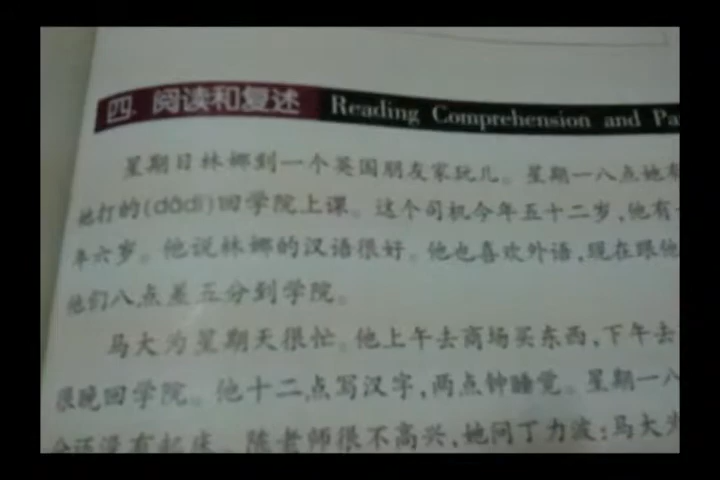 四. 阅读和复述 Reading Comprehension and Pa
星期日林娜到一个英国朋友家玩儿。星期一八点她有
她打的(dǎdī)回学院上课。这个司机今年五十二岁,他有
年六岁。他说林娜的汉语很好。他也喜欢外语,现在跟他
他们八点差五分到学院。
马大为星期天很忙。他上午去商场买东西,下午去
很晚回学院。他十二点写汉字,两点钟睡觉。星期一八
分还没有起床。陈老师很不高兴,她问丁力波:马大为